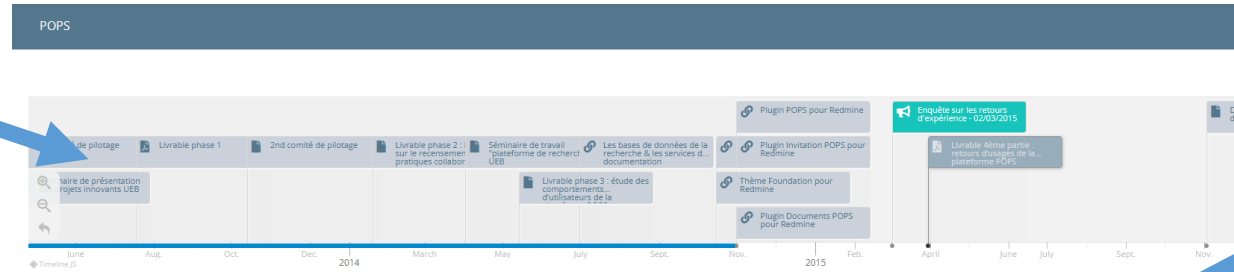 POPS
Plugin POPS pour Redmine
Enquête sur les retours
d'expérience - 02/03/2015
D
d
de pilotage
Livrable phase 1
2nd comité de pilotage
Livrable phase 2 :
sur le recensemen
pratiques collabor
Séminaire de travail
"plateforme de recherch
UEB
Les bases de données de la
recherche & les services d...
documentation
Plugin Invitation POPS pour
Redmine
Livrable 4ème partie :
retours d'usages de la...
plateforme POPS
naire de présentation
rojets innovants UEB
Livrable phase 3 : étude des
comportements...
d'utilisateurs de la
Thème Foundation pour
Redmine
Plugin Documents POPS
pour Redmine
June Aug. Oct. Dec. March May July Sept. Nov. Feb. April June July Sept. Nov.
2014 2015
Timeline JS